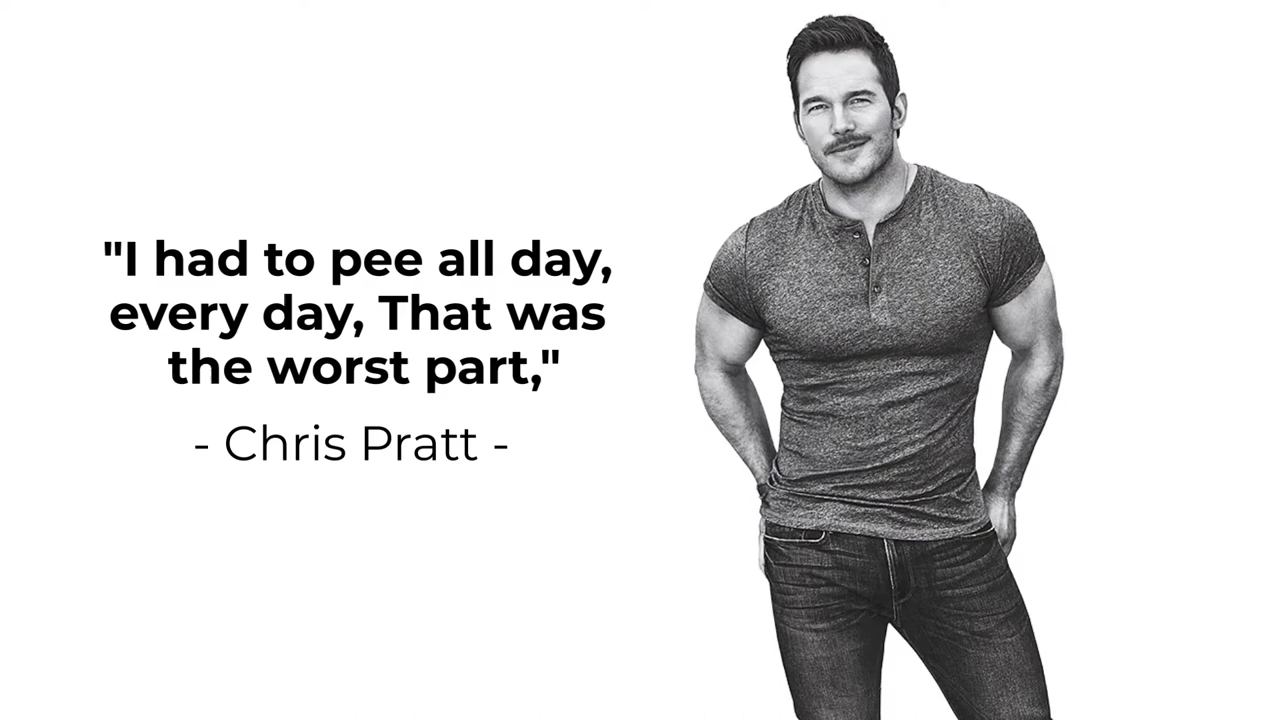 "I had to pee all day,
every day, That was
the worst part,"
- Chris Pratt -